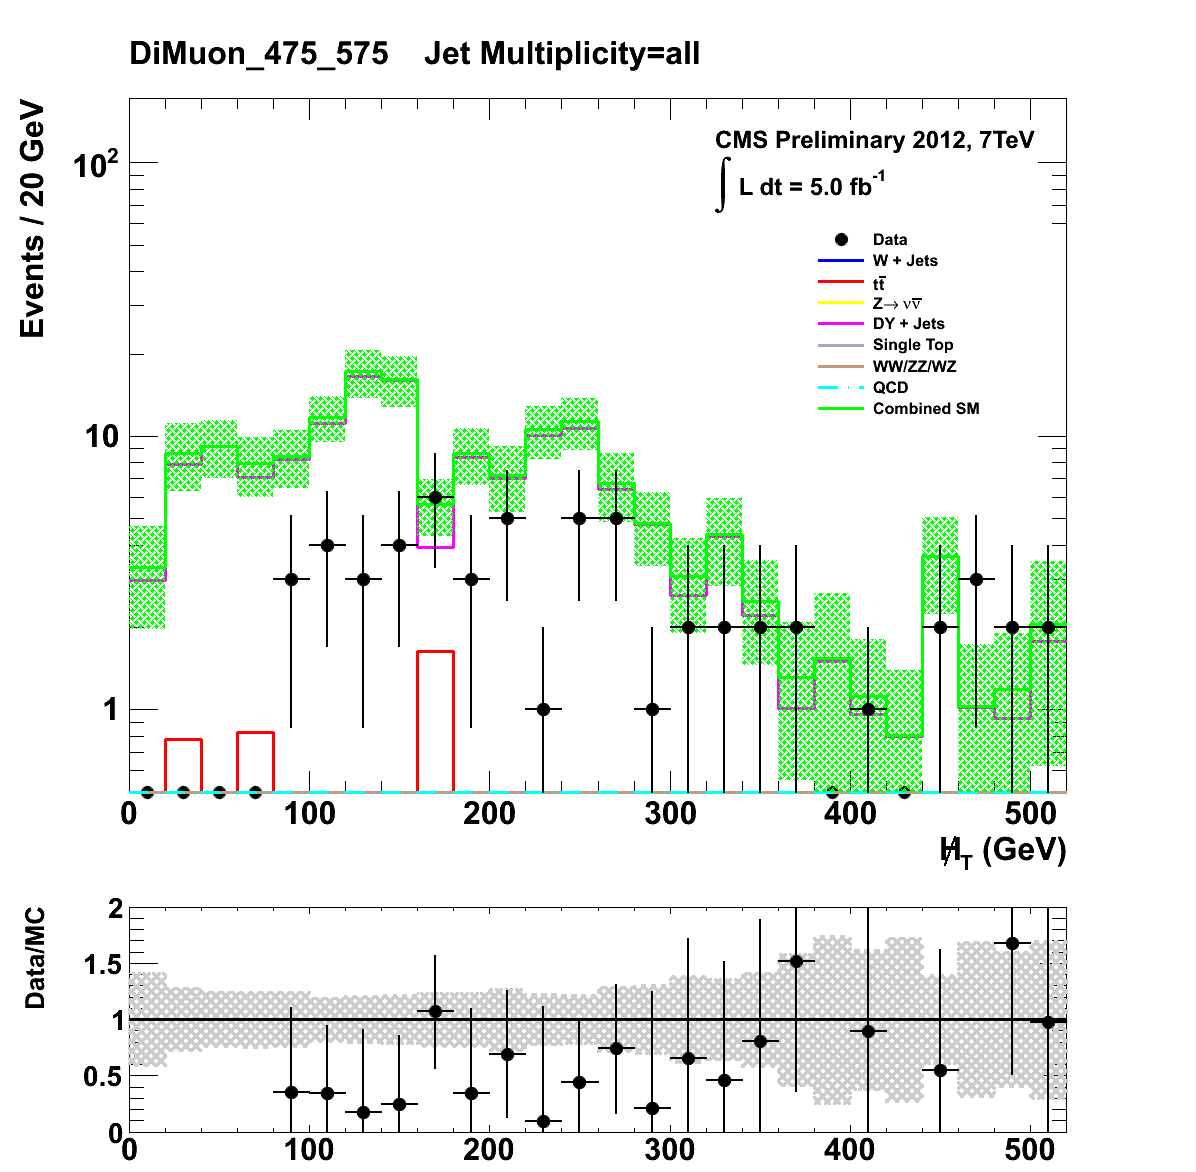 DiMuon_475_575 Jet Multiplicity=all
Events / 20 GeV
CMS Preliminary 2012, 7TeV
∫ L dt = 5.0 fb⁻¹
Data
W + Jets
tt̅
Z→ νν̅
DY + Jets
Single Top
WW/ZZ/WZ
QCD
Combined SM
10²
10
1
0 100 200 300 400 500
H̸_T (GeV)
Data/MC
2
1.5
1
0.5
0
0 100 200 300 400 500